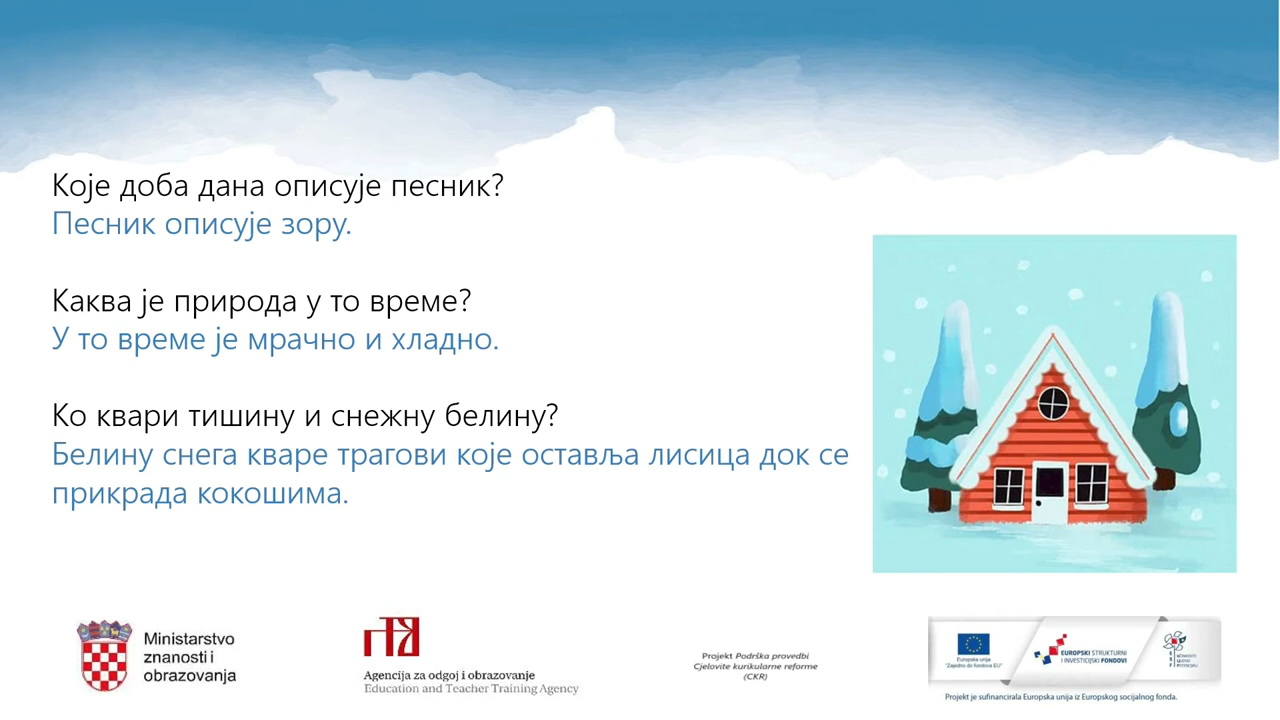 Које доба дана описује песник?
Песник описује зору.
Каква је природа у то време?
У то време је мрачно и хладно.
Ко квари тишину и снежну белину?
Белину снега кваре трагови које оставља лисица док се
прикрада кокошима.
Ministarstvo
znanosti i
obrazovanja
Agencija za odgoj i obrazovanje
Education and Teacher Training Agency
Projekt Podrška provedbi
Cjelovite kurikularne reforme
(CKR)
Europska unija
"Zajedno do fondova EU"
EUROPSKI STRUKTURNI
I INVESTICIJSKI FONDOVI
Projekt je sufinancirala Europska unija iz Europskog socijalnog fonda.